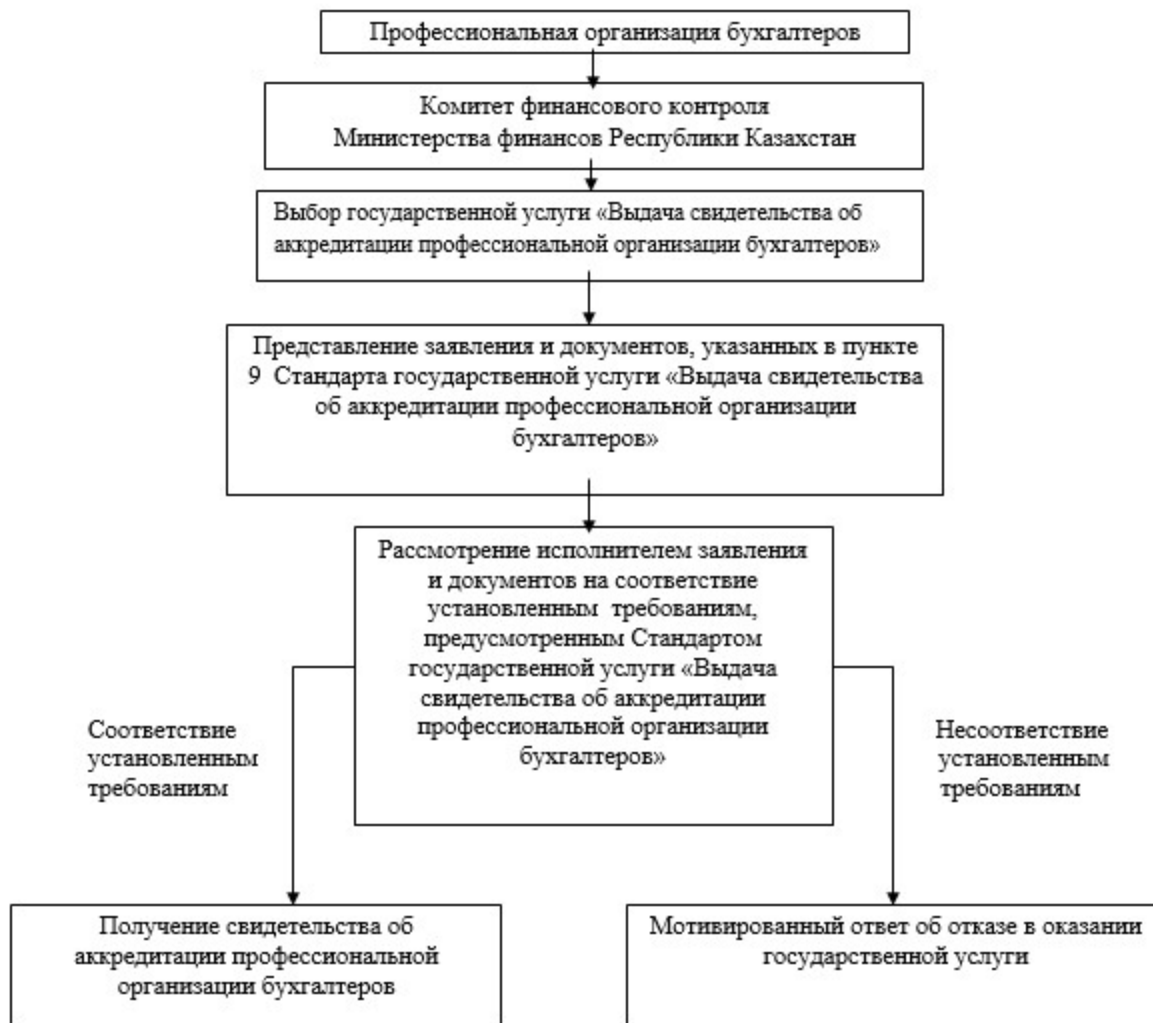 Профессиональная организация бухгалтеров
Комитет финансового контроля
Министерства финансов Республики Казахстан
Выбор государственной услуги «Выдача свидетельства об
аккредитации профессиональной организации бухгалтеров»
Представление заявления и документов, указанных в пункте
9 Стандарта государственной услуги «Выдача свидетельства
об аккредитации профессиональной организации
бухгалтеров»
Рассмотрение исполнителем заявления
и документов на соответствие
установленным требованиям,
предусмотренным Стандартом
государственной услуги «Выдача
свидетельства об аккредитации
профессиональной организации
бухгалтеров»
Соответствие
установленным
требованиям
Несоответствие
установленным
требованиям
Получение свидетельства об
аккредитации профессиональной
организации бухгалтеров
Мотивированный ответ об отказе в оказании
государственной услуги